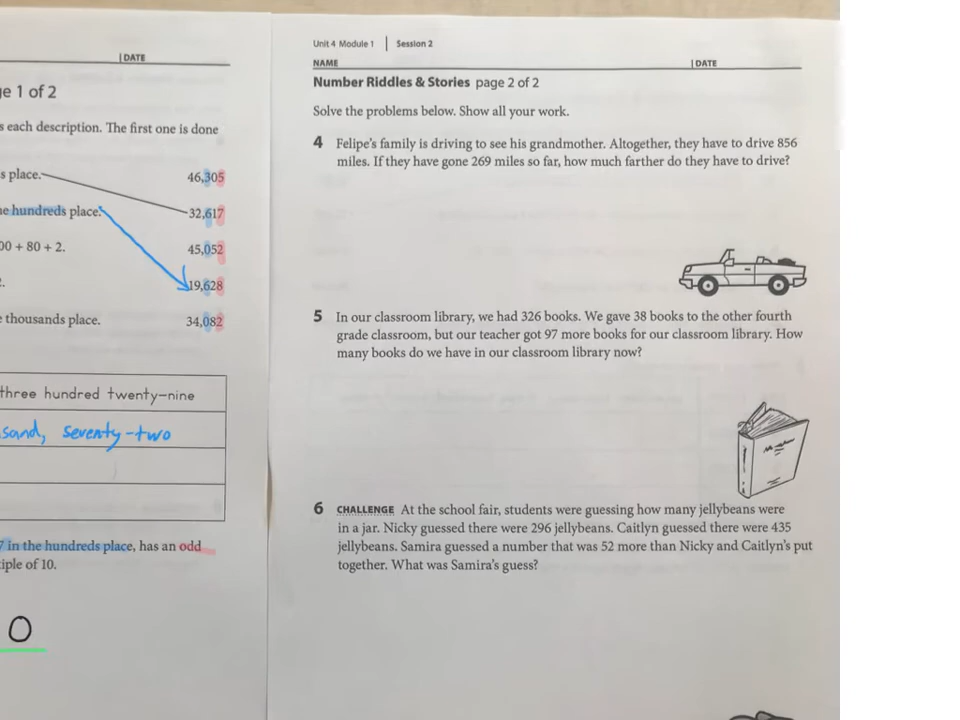 DATE
ge 1 of 2
s each description. The first one is done
s place.
46,305
32,617
he hundreds place.
00 + 80 + 2.
45,052
19,628
e thousands place.
34,082
three hundred twenty-nine
sand, seventy-two
7 in the hundreds place, has an odd
iple of 10.
0
Unit 4 Module 1 | Session 2
NAME | DATE
Number Riddles & Stories page 2 of 2
Solve the problems below. Show all your work.
4 Felipe's family is driving to see his grandmother. Altogether, they have to drive 856
miles. If they have gone 269 miles so far, how much farther do they have to drive?
5 In our classroom library, we had 326 books. We gave 38 books to the other fourth
grade classroom, but our teacher got 97 more books for our classroom library. How
many books do we have in our classroom library now?
6 CHALLENGE At the school fair, students were guessing how many jellybeans were
in a jar. Nicky guessed there were 296 jellybeans. Caitlyn guessed there were 435
jellybeans. Samira guessed a number that was 52 more than Nicky and Caitlyn's put
together. What was Samira's guess?